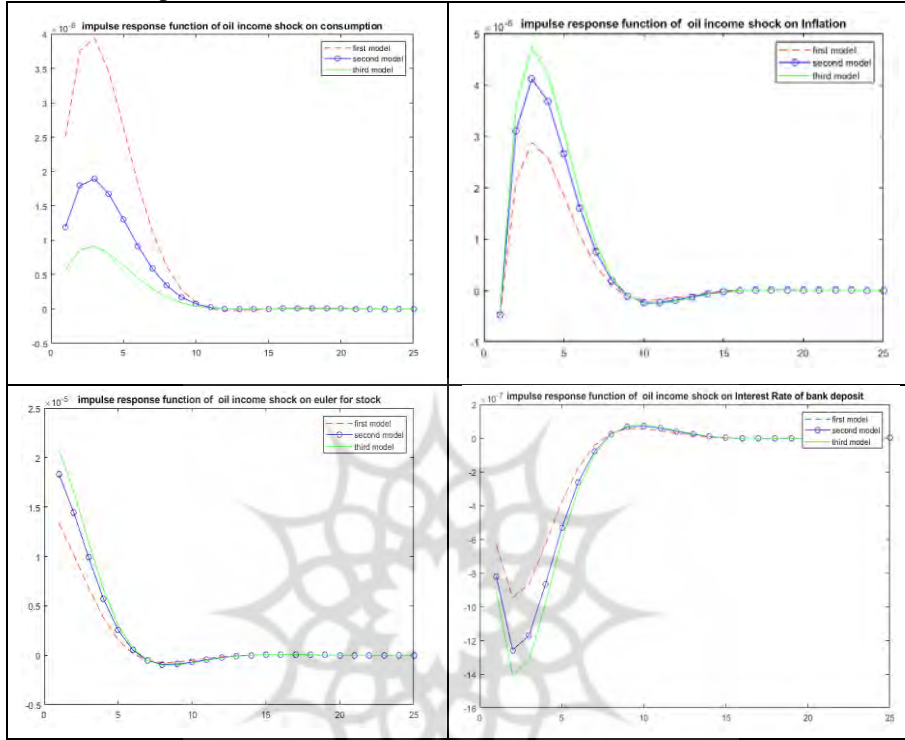 impulse response function of oil income shock on consumption
×10⁻⁶
first model
second model
third model
4
3.5
3
2.5
2
1.5
1
0.5
0
-0.5
0 5 10 15 20 25
impulse response function of oil income shock on Inflation
first model
second model
third model
5
4
3
2
1
0
-1
0 5 10 15 20 25
×10⁻⁵ impulse response function of oil income shock on euler for stock
first model
second model
third model
2.5
2
1.5
1
0.5
0
-0.5
0 5 10 15 20 25
×10⁻⁷ impulse response function of oil income shock on Interest Rate of bank deposit
first model
second model
third model
2
0
-2
-4
-6
-8
-10
-12
-14
-16
0 5 10 15 20 25